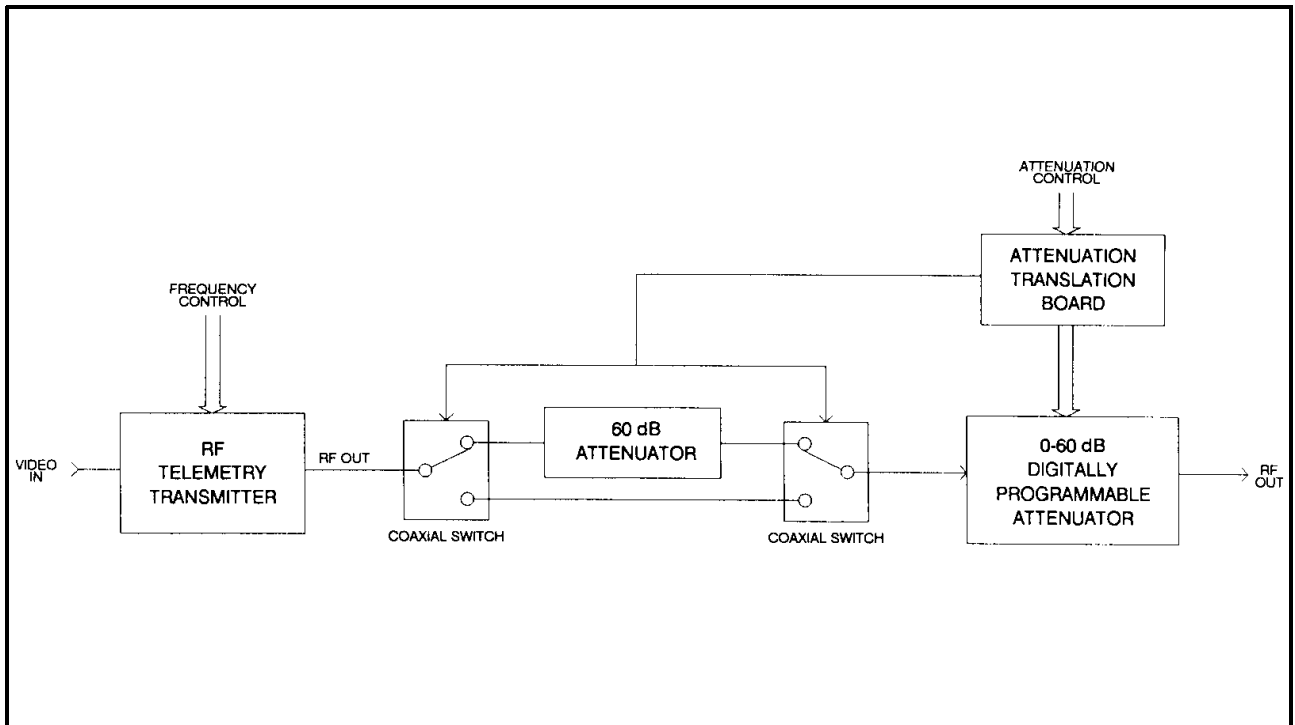 ATTENUATION
CONTROL
ATTENUATION
TRANSLATION
BOARD
FREQUENCY
CONTROL
VIDEO
IN
RF
TELEMETRY
TRANSMITTER
RF OUT
COAXIAL SWITCH
60 dB
ATTENUATOR
COAXIAL SWITCH
0-60 dB
DIGITALLY
PROGRAMMABLE
ATTENUATOR
RF
OUT